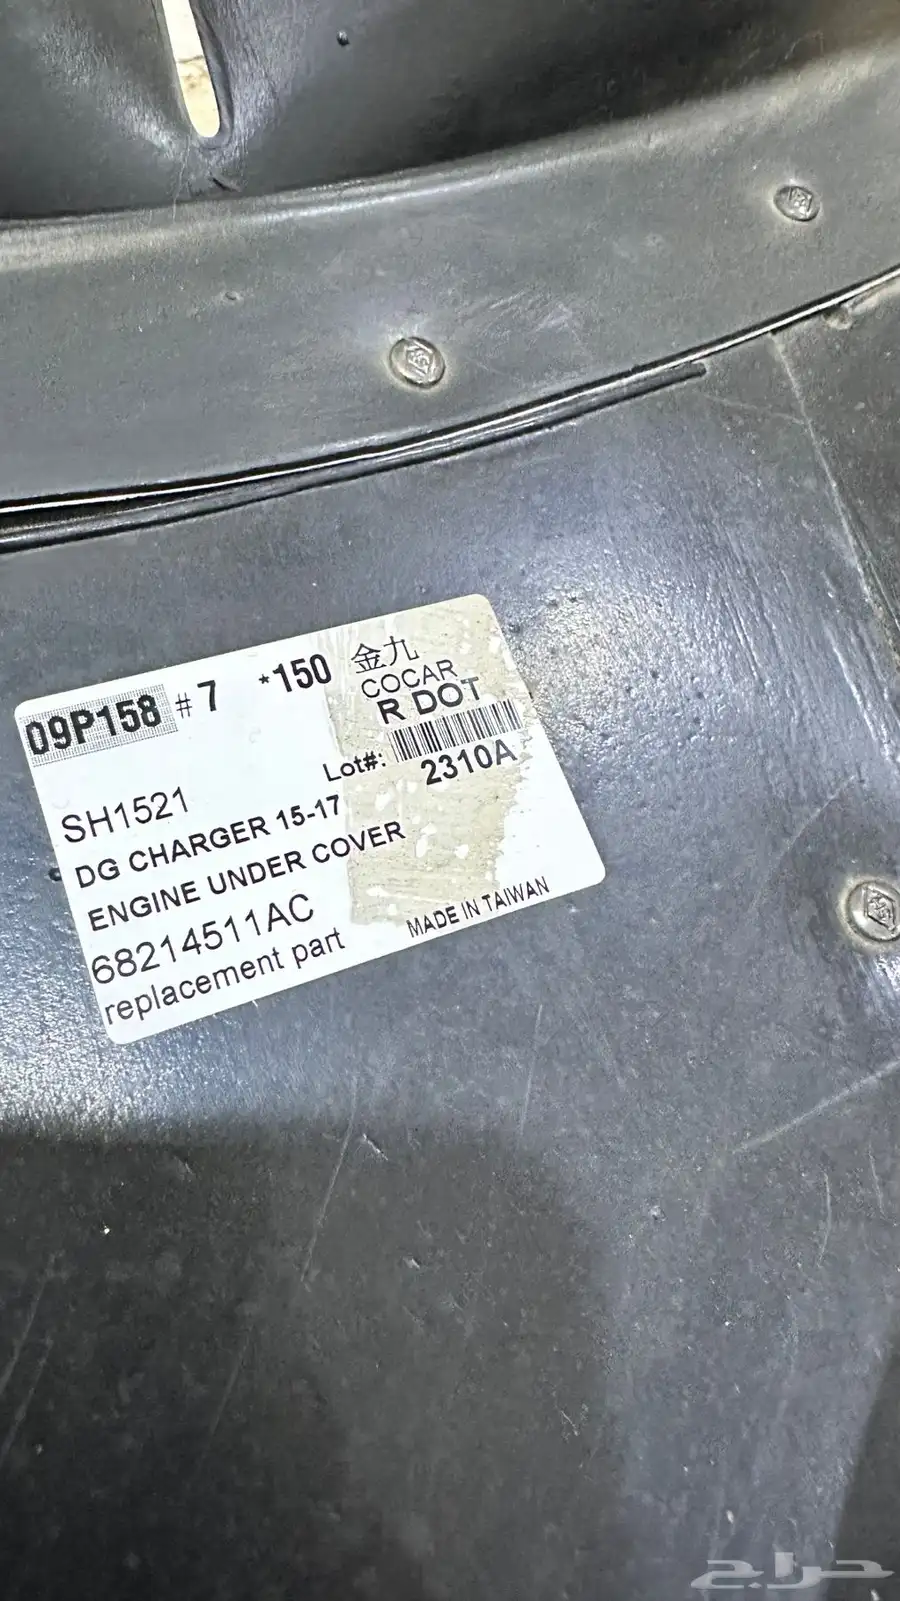 09P158 # 7 *150 金九
COCAR
R DOT
Lot#: 2310A
SH1521
DG CHARGER 15-17
ENGINE UNDER COVER
68214511AC
replacement part
MADE IN TAIWAN
حراج